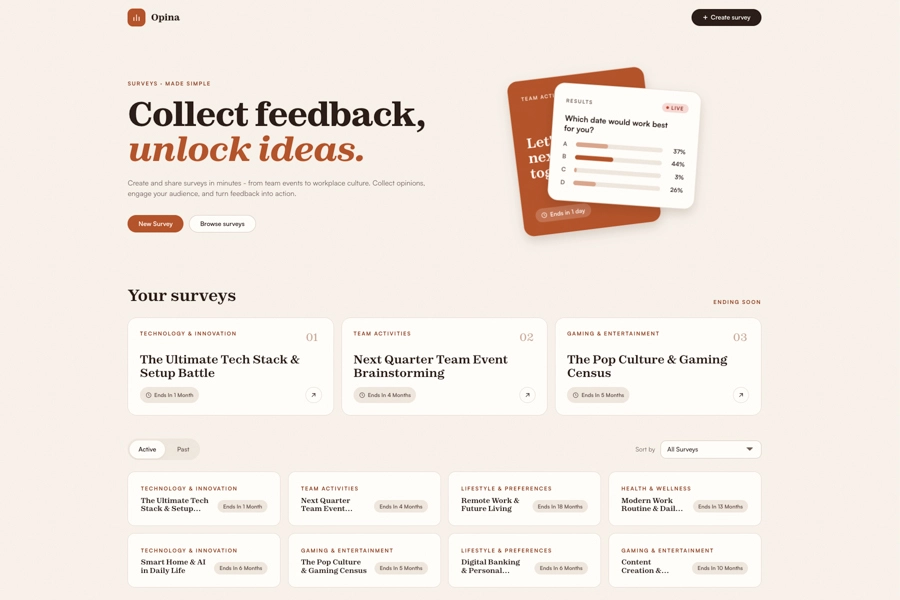 Opina
+ Create survey
SURVEYS - MADE SIMPLE
Collect feedback,
unlock ideas.
Create and share surveys in minutes - from team events to workplace culture. Collect opinions,
engage your audience, and turn feedback into action.
New Survey
Browse surveys
TEAM
RESULTS
LIVE
Which date would work best
for you?
A
37%
B
44%
C
3%
D
26%
Ends in 1 day
Your surveys
ENDING SOON
TECHNOLOGY & INNOVATION
01
The Ultimate Tech Stack &
Setup Battle
Ends In 1 Month
TEAM ACTIVITIES
02
Next Quarter Team Event
Brainstorming
Ends In 4 Months
GAMING & ENTERTAINMENT
03
The Pop Culture & Gaming
Census
Ends In 5 Months
Active
Past
Sort by
All Surveys
TECHNOLOGY & INNOVATION
The Ultimate Tech
Stack & Setup...
Ends In 1 Month
TEAM ACTIVITIES
Next Quarter
Team Event...
Ends In 4 Months
LIFESTYLE & PREFERENCES
Remote Work &
Future Living
Ends In 18 Months
HEALTH & WELLNESS
Modern Work
Routine & Dail...
Ends In 13 Months
TECHNOLOGY & INNOVATION
Smart Home & AI
in Daily Life
Ends In 6 Months
GAMING & ENTERTAINMENT
The Pop Culture
& Gaming Census
Ends In 5 Months
LIFESTYLE & PREFERENCES
Digital Banking
& Personal...
Ends In 6 Months
GAMING & ENTERTAINMENT
Content
Creation &...
Ends In 10 Months